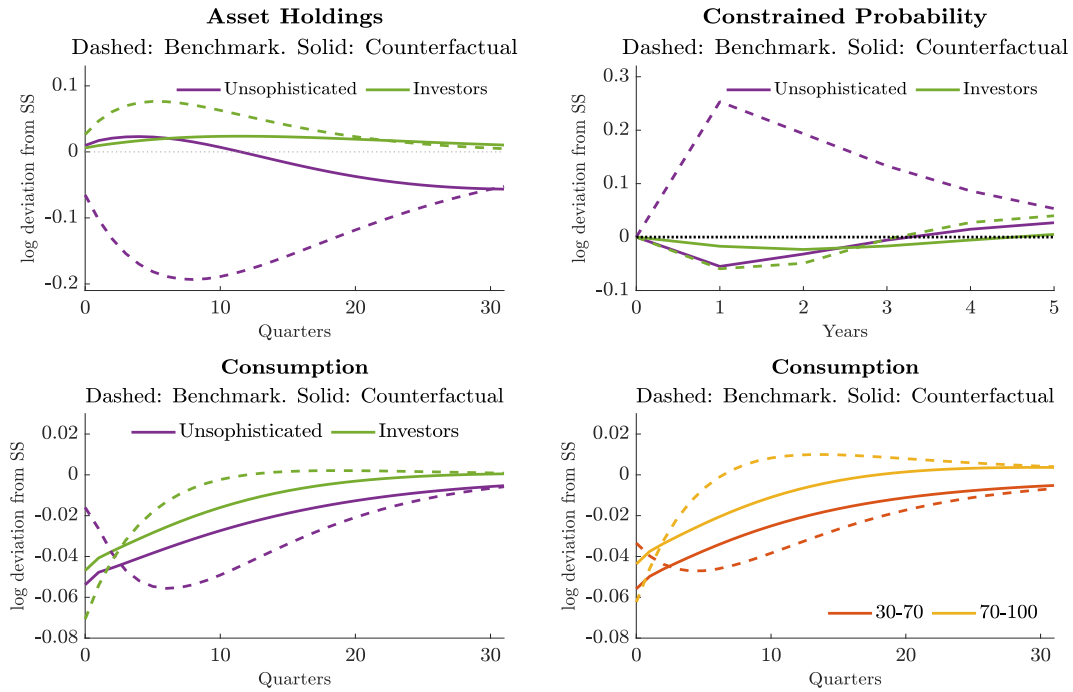 Asset Holdings
Dashed: Benchmark. Solid: Counterfactual
Unsophisticated Investors
log deviation from SS
0.1
0
-0.1
-0.2
0 10 20 30
Quarters
Constrained Probability
Dashed: Benchmark. Solid: Counterfactual
Unsophisticated Investors
log deviation from SS
0.3
0.2
0.1
0
-0.1
0 1 2 3 4 5
Years
Consumption
Dashed: Benchmark. Solid: Counterfactual
Unsophisticated Investors
log deviation from SS
0.02
0
-0.02
-0.04
-0.06
-0.08
0 10 20 30
Quarters
Consumption
Dashed: Benchmark. Solid: Counterfactual
log deviation from SS
0.02
0
-0.02
-0.04
-0.06
-0.08
30-70 70-100
0 10 20 30
Quarters